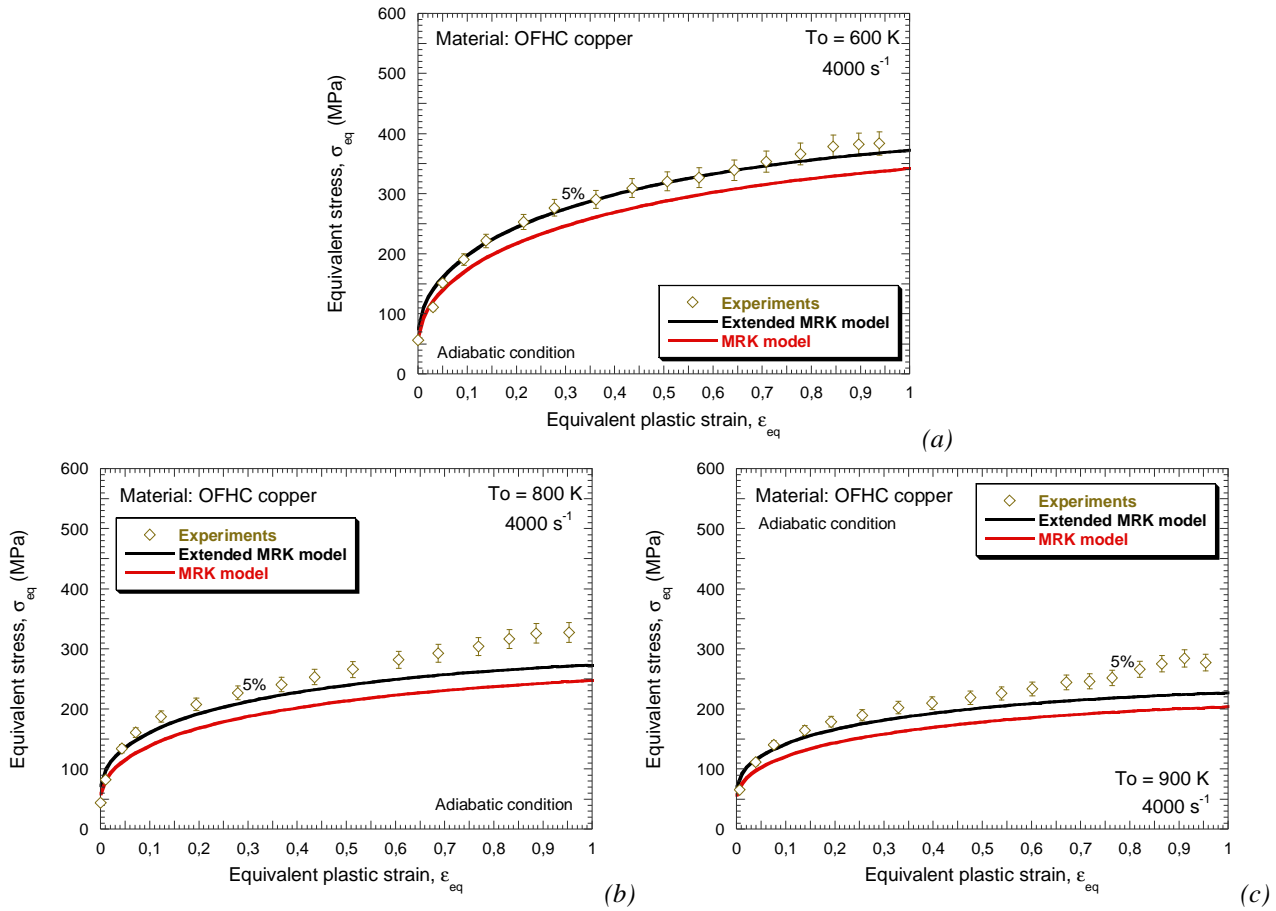 Material: OFHC copper
To = 600 K
4000 s⁻¹
Equivalent stress, σeq (MPa)
600
500
400
300
200
100
0
5%
Experiments
Extended MRK model
MRK model
Adiabatic condition
0 0,1 0,2 0,3 0,4 0,5 0,6 0,7 0,8 0,9 1
Equivalent plastic strain, εeq
(a)
Material: OFHC copper
To = 800 K
4000 s⁻¹
Experiments
Extended MRK model
MRK model
Equivalent stress, σeq (MPa)
600
500
400
300
200
100
0
5%
Adiabatic condition
0 0,1 0,2 0,3 0,4 0,5 0,6 0,7 0,8 0,9 1
Equivalent plastic strain, εeq
(b)
Material: OFHC copper
Adiabatic condition
Experiments
Extended MRK model
MRK model
Equivalent stress, σeq (MPa)
600
500
400
300
200
100
0
5%
To = 900 K
4000 s⁻¹
0 0,1 0,2 0,3 0,4 0,5 0,6 0,7 0,8 0,9 1
Equivalent plastic strain, εeq
(c)